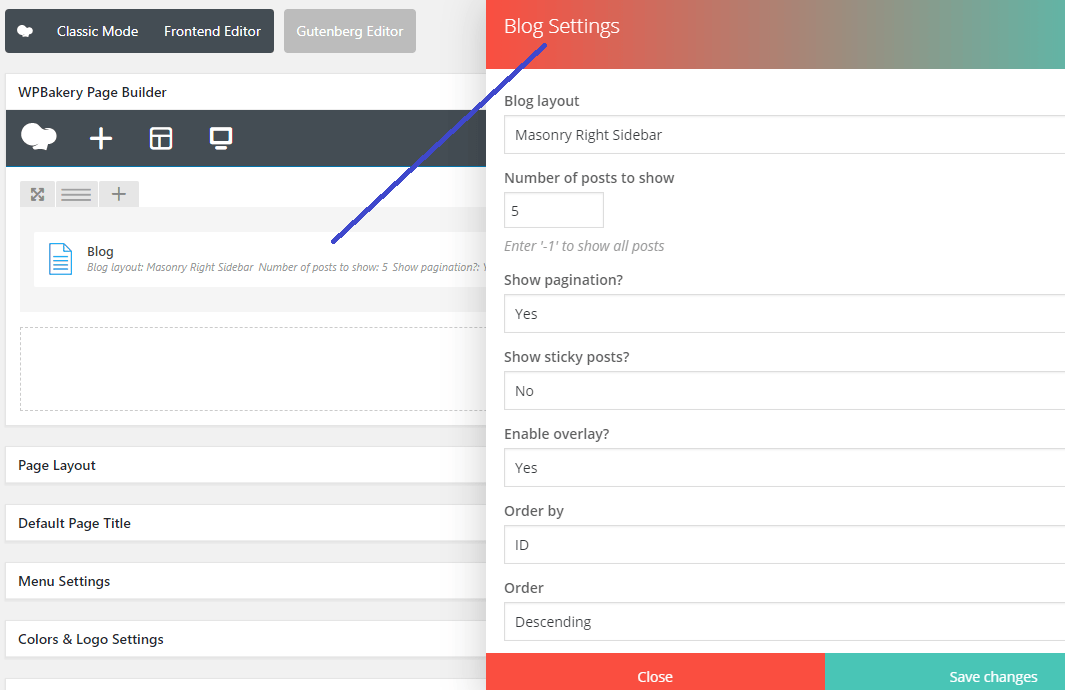 Classic Mode
Frontend Editor
Gutenberg Editor
WPBakery Page Builder
Blog
Blog layout: Masonry Right Sidebar Number of posts to show: 5 Show pagination?:
Page Layout
Default Page Title
Menu Settings
Colors & Logo Settings
Blog Settings
Blog layout
Masonry Right Sidebar
Number of posts to show
5
Enter '-1' to show all posts
Show pagination?
Yes
Show sticky posts?
No
Enable overlay?
Yes
Order by
ID
Order
Descending
Close
Save changes